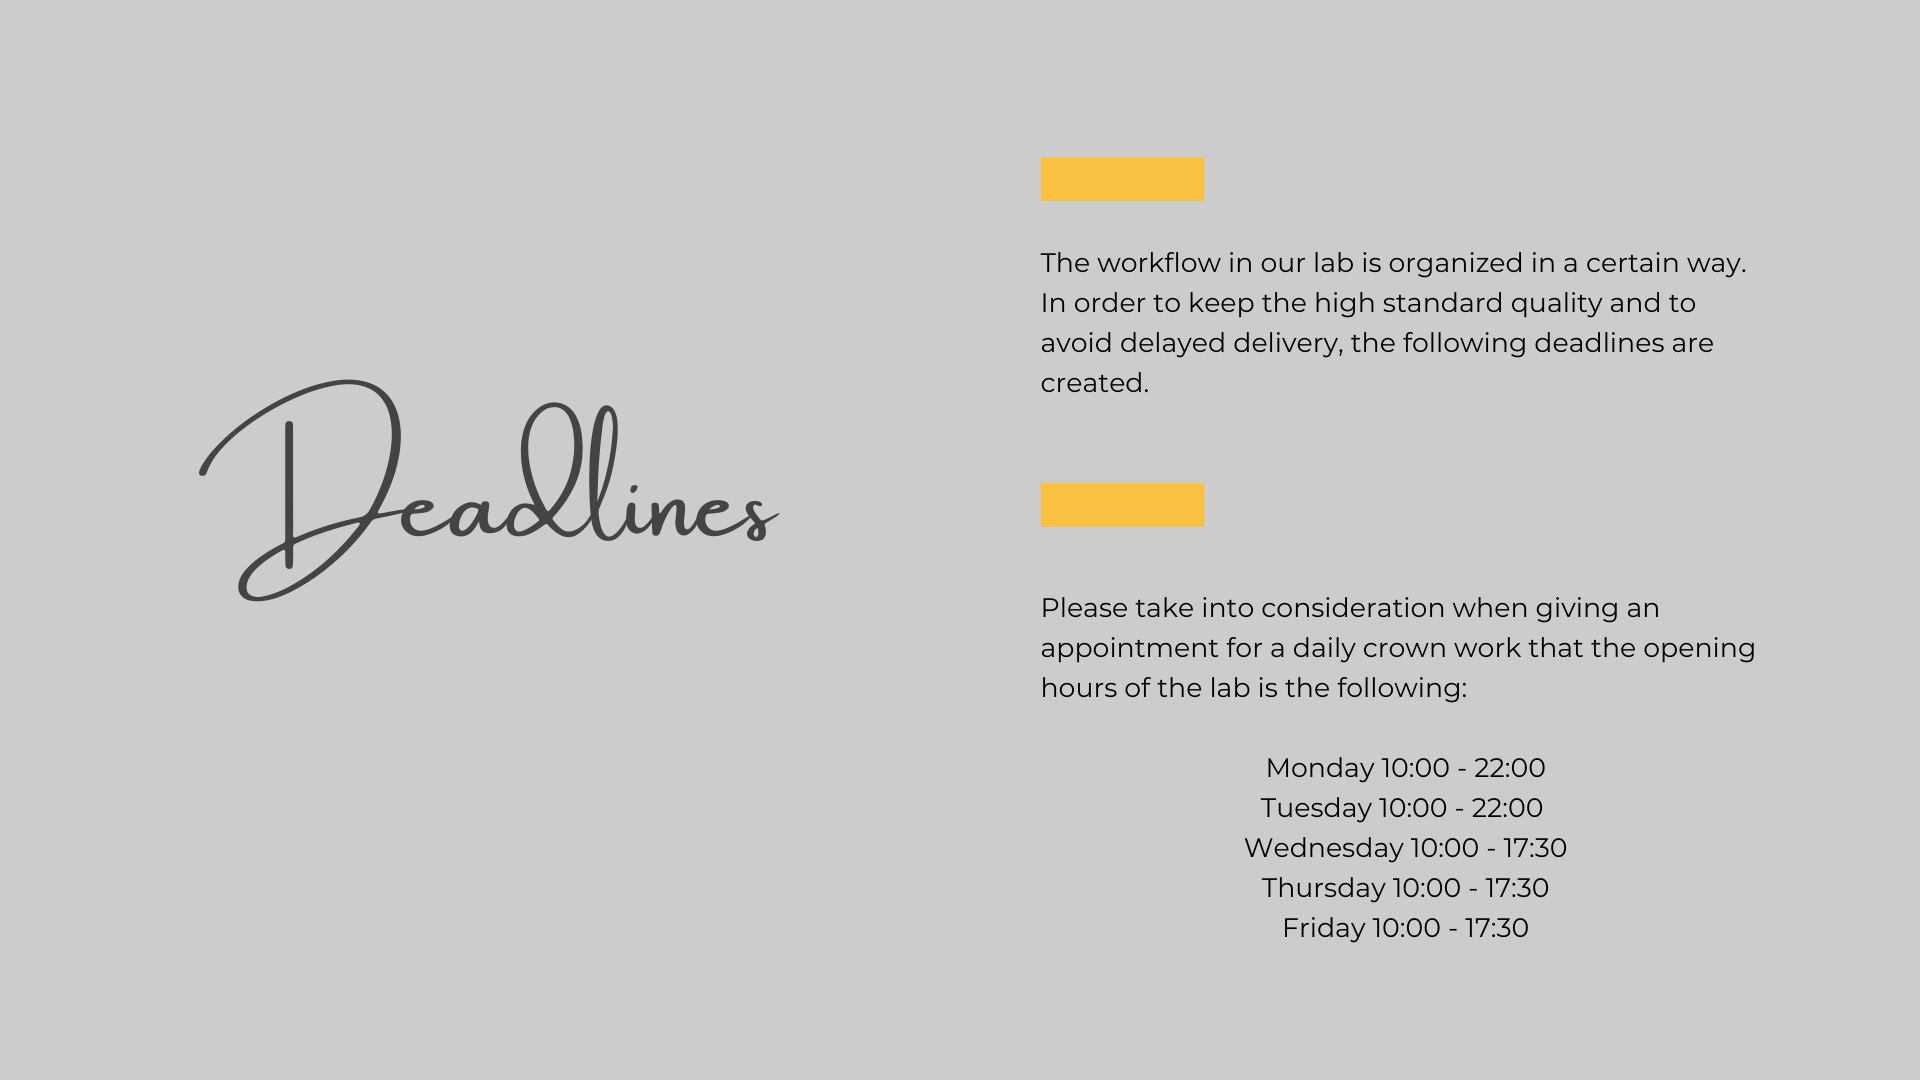 Deadlines
The workflow in our lab is organized in a certain way.
In order to keep the high standard quality and to
avoid delayed delivery, the following deadlines are
created.
Please take into consideration when giving an
appointment for a daily crown work that the opening
hours of the lab is the following:
Monday 10:00 - 22:00
Tuesday 10:00 - 22:00
Wednesday 10:00 - 17:30
Thursday 10:00 - 17:30
Friday 10:00 - 17:30